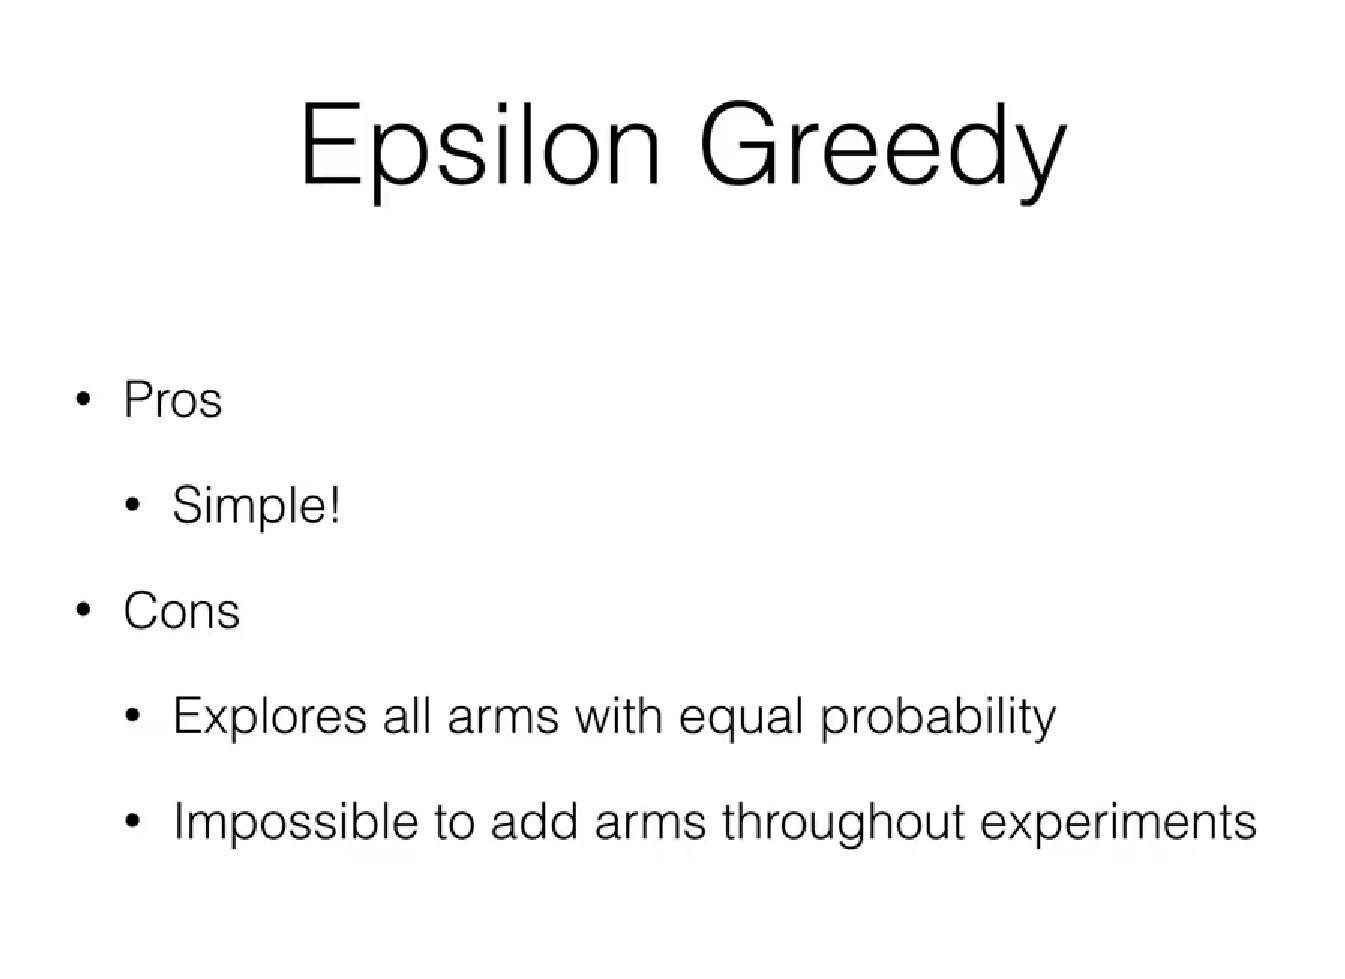 Epsilon Greedy
• Pros
• Simple!
• Cons
• Explores all arms with equal probability
• Impossible to add arms throughout experiments